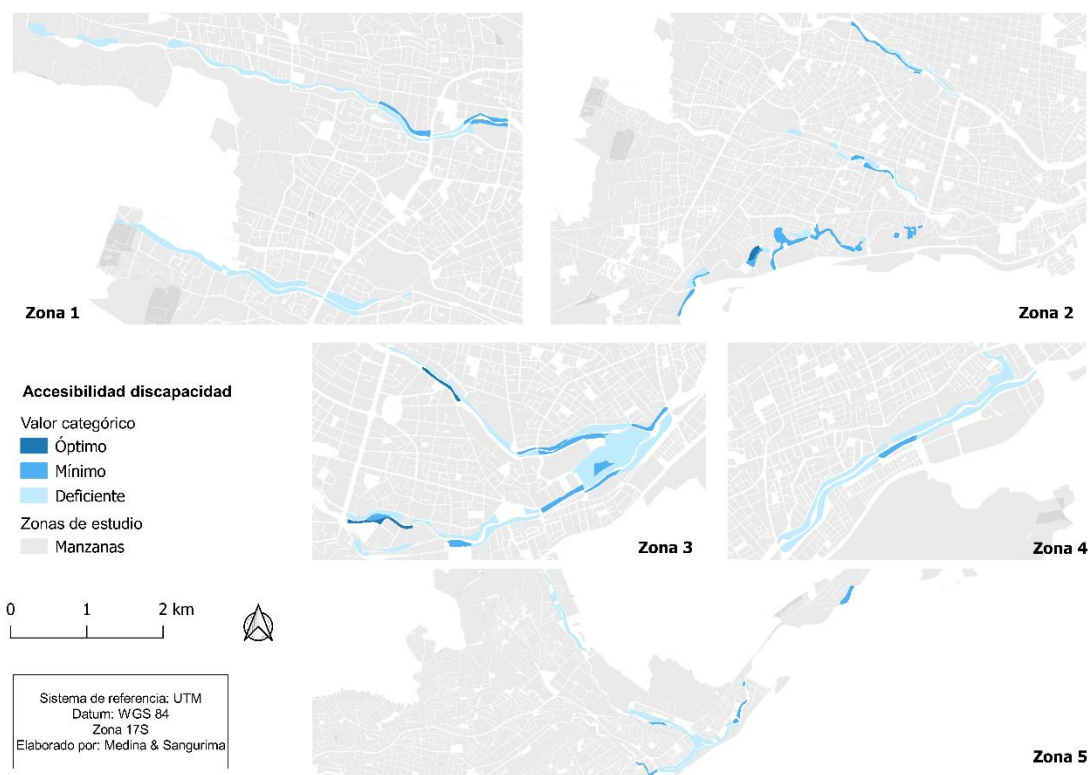 Zona 1
Zona 2
Accesibilidad discapacidad
Valor categórico
Óptimo
Mínimo
Deficiente
Zonas de estudio
Manzanas
Zona 3
Zona 4
0 1 2 km
Sistema de referencia: UTM
Datum: WGS 84
Zona 17S
Elaborado por: Medina & Sangurima
Zona 5